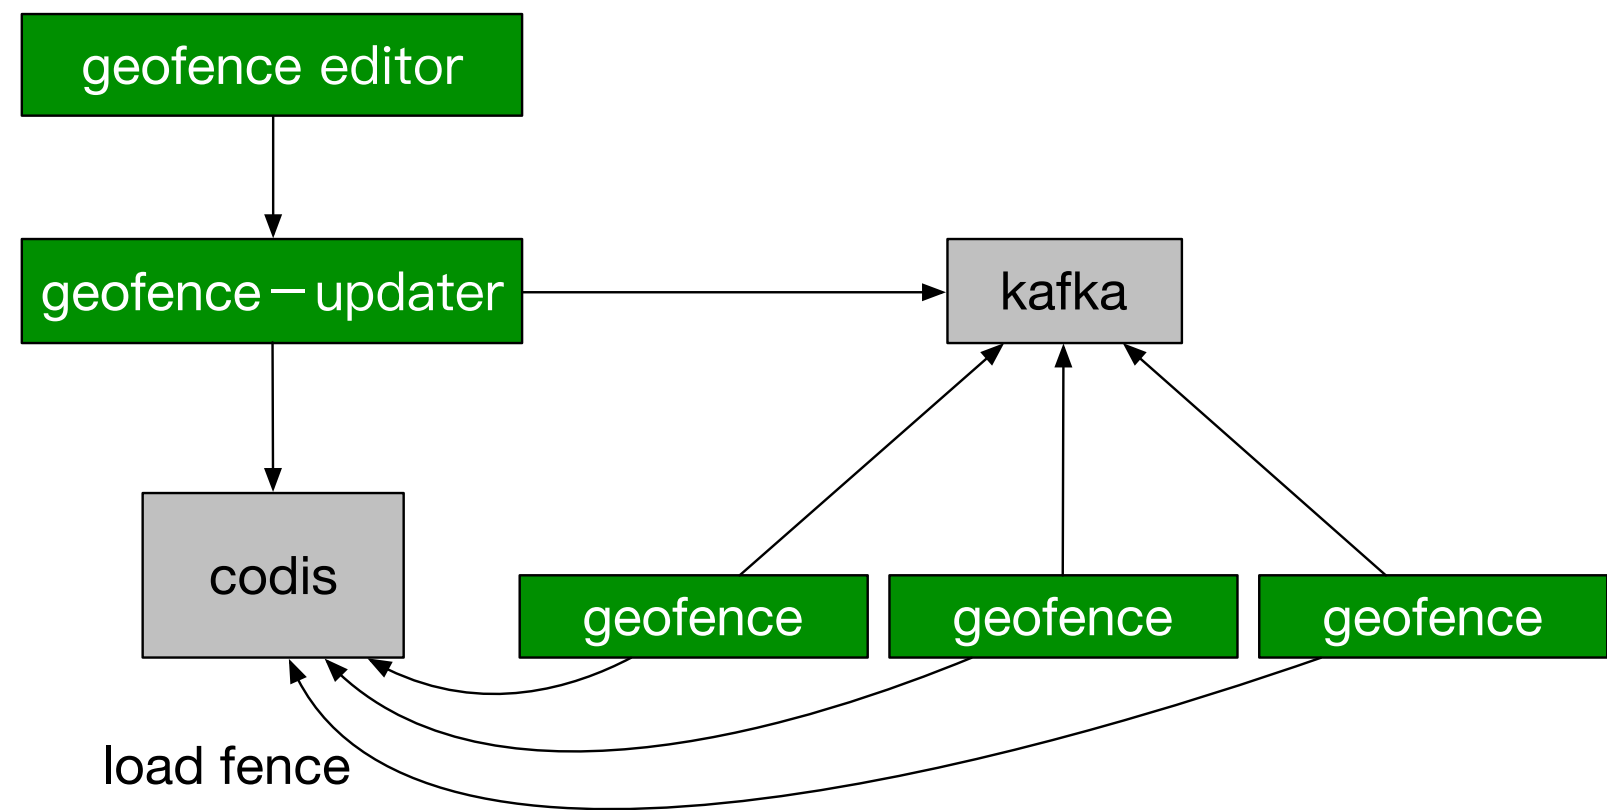 geofence editor
geofence－updater
kafka
codis
geofence
geofence
geofence
load fence